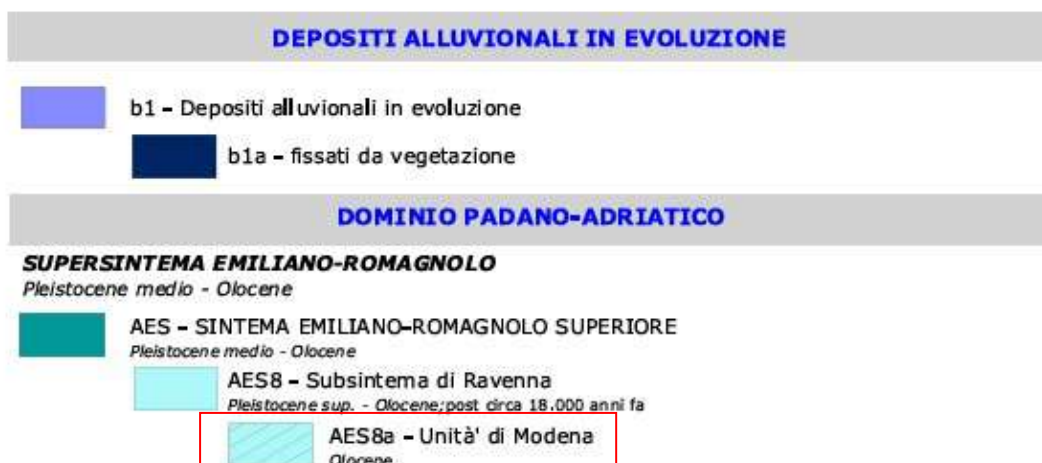 DEPOSITI ALLUVIONALI IN EVOLUZIONE
b1 – Depositi alluvionali in evoluzione
b1a – fissati da vegetazione
DOMINIO PADANO-ADRIATICO
SUPERSINTEMA EMILIANO-ROMAGNOLO
Pleistocene medio - Olocene
AES – SINTEMA EMILIANO–ROMAGNOLO SUPERIORE
Pleistocene medio - Olocene
AES8 – Subsintema di Ravenna
Pleistocene sup. - Olocene; post circa 18.000 anni fa
AES8a – Unità' di Modena
Olocene